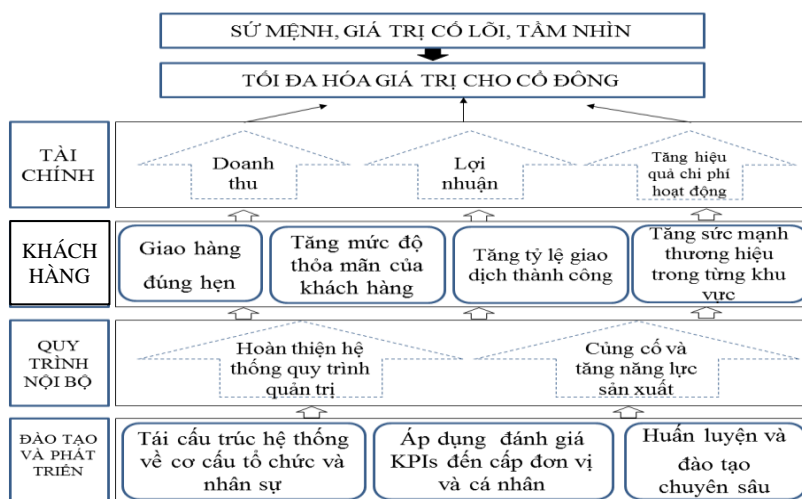 SỨ MỆNH, GIÁ TRỊ CỐ LÕI, TẦM NHÌN
TỐI ĐA HÓA GIÁ TRỊ CHO CỔ ĐÔNG
TÀI
CHÍNH
Doanh
thu
Lợi
nhuận
Tăng hiệu
quả chi phí
hoạt động
KHÁCH
HÀNG
Giao hàng
đúng hẹn
Tăng mức độ
thỏa mãn của
khách hàng
Tăng tỷ lệ giao
dịch thành công
Tăng sức mạnh
thương hiệu
trong từng khu
vực
QUY
TRÌNH
NỘI BỘ
Hoàn thiện hệ
thống quy trình
quản trị
Củng cố và
tăng năng lực
sản xuất
ĐÀO TẠO
VÀ PHÁT
TRIỂN
Tái cấu trúc hệ thống
về cơ cấu tổ chức và
nhân sự
Áp dụng đánh giá
KPIs đến cấp đơn vị
và cá nhân
Huấn luyện và
đào tạo
chuyên sâu